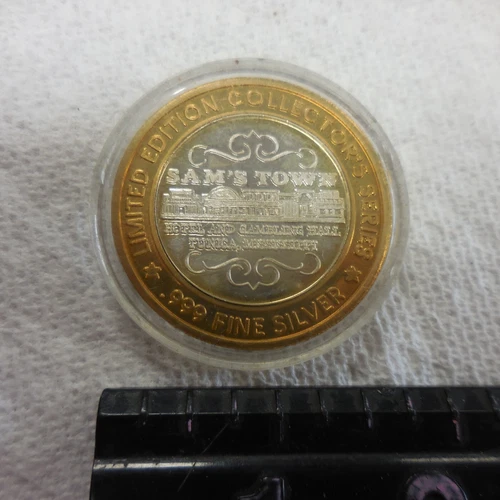 LIMITED EDITION COLLECTOR'S SERIES
SAM'S TOWN
HOTEL AND GAMBLING HALL
TUNICA, MISSISSIPPI
.999 FINE SILVER